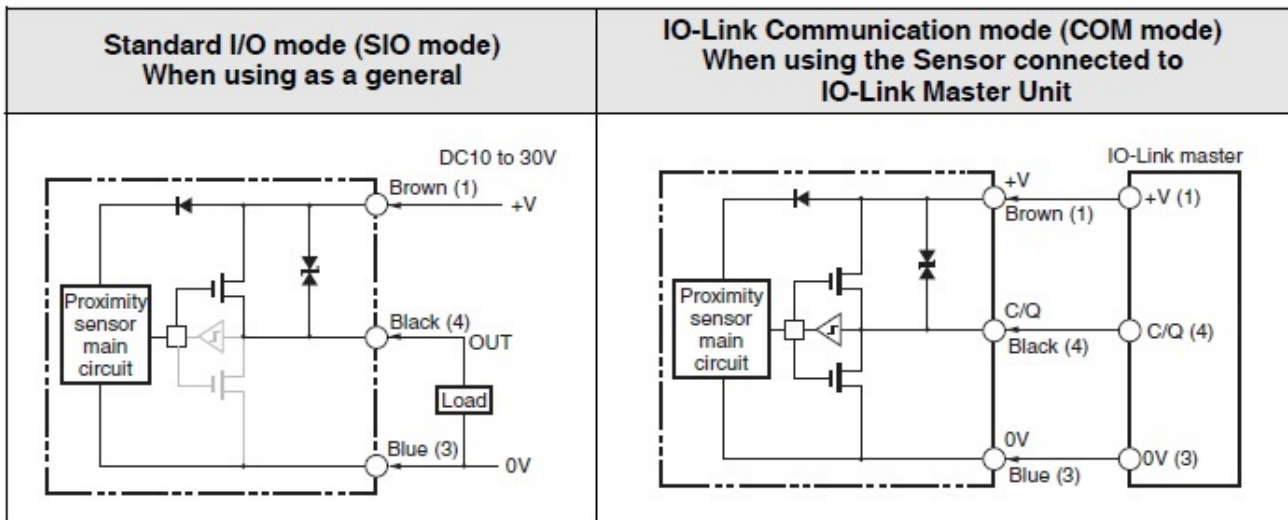 Standard I/O mode (SIO mode)
When using as a general
IO-Link Communication mode (COM mode)
When using the Sensor connected to
IO-Link Master Unit
DC10 to 30V
Brown (1)
+V
Proximity
sensor
main
circuit
Black (4)
OUT
Load
Blue (3)
0V
IO-Link master
+V
Brown (1)
+V (1)
Proximity
sensor
main
circuit
C/Q
Black (4)
C/Q (4)
0V
Blue (3)
0V (3)